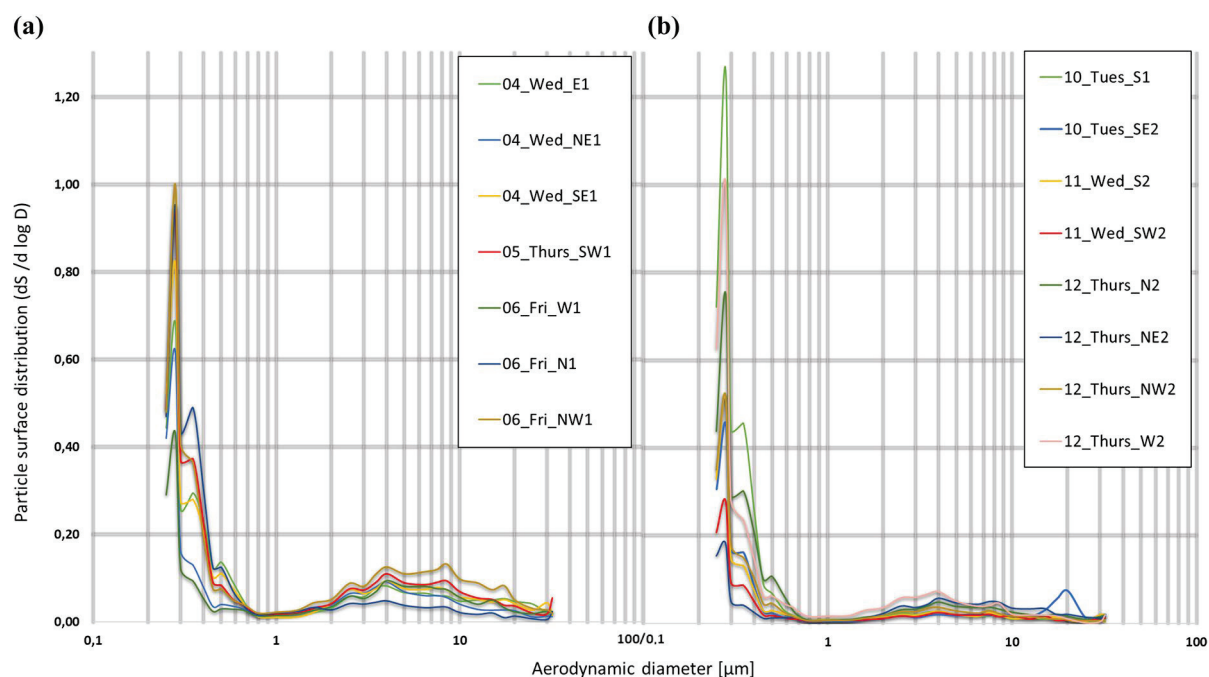 (a)
(b)
Particle surface distribution (dS /d log D)
1,20
1,00
0,80
0,60
0,40
0,20
0,00
04_Wed_E1
04_Wed_NE1
04_Wed_SE1
05_Thurs_SW1
06_Fri_W1
06_Fri_N1
06_Fri_NW1
10_Tues_S1
10_Tues_SE2
11_Wed_S2
11_Wed_SW2
12_Thurs_N2
12_Thurs_NE2
12_Thurs_NW2
12_Thurs_W2
0,1 1 10 100/0.1 1 10 100
Aerodynamic diameter [µm]